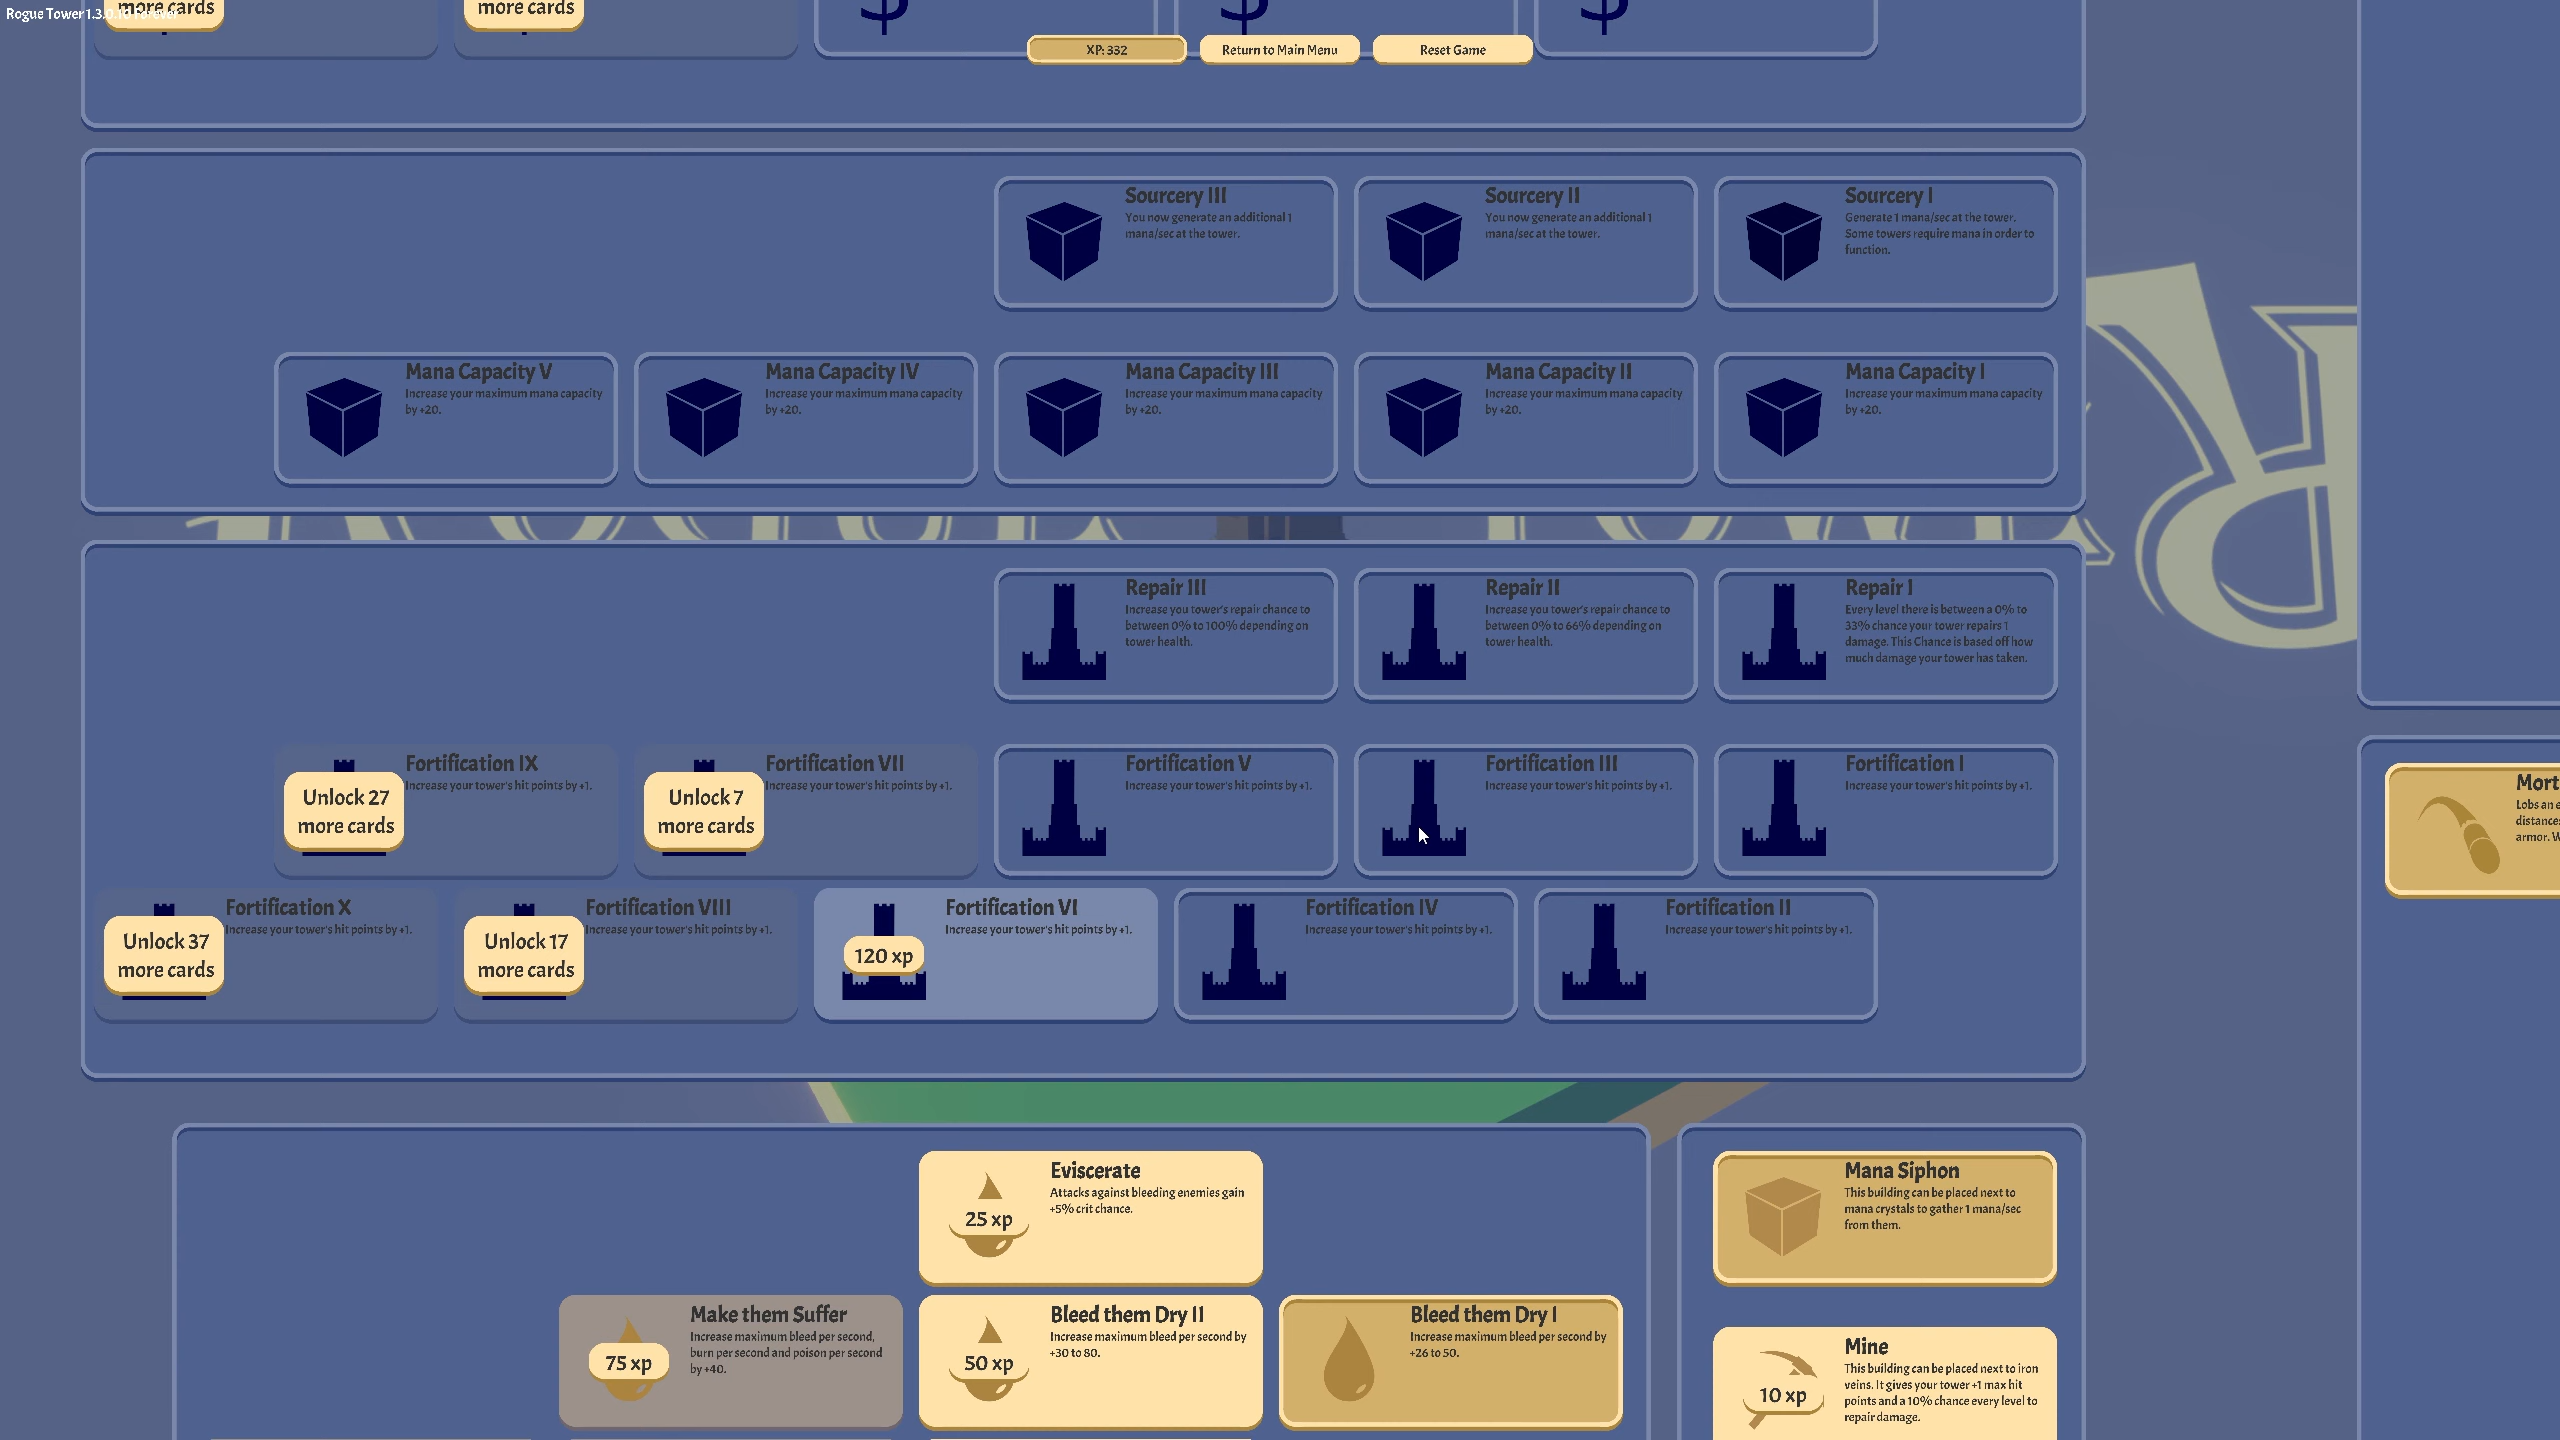 Rogue Tower 1.3.0.
more cards
more cards
$
$
$
XP: 332
Return to Main Menu
Reset Game
Sourcery III
You now generate an additional 1
mana/sec at the tower.
Sourcery II
You now generate an additional 1
mana/sec at the tower.
Sourcery I
Generate 1 mana/sec at the tower.
Some towers require mana in order to
function.
Mana Capacity V
Increase your maximum mana capacity
by +20.
Mana Capacity IV
Increase your maximum mana capacity
by +20.
Mana Capacity III
Increase your maximum mana capacity
by +20.
Mana Capacity II
Increase your maximum mana capacity
by +20.
Mana Capacity I
Increase your maximum mana capacity
by +20.
Repair III
Increase you tower's repair chance to
between 0% to 100% depending on
tower health.
Repair II
Increase you tower's repair chance to
between 0% to 66% depending on
tower health.
Repair I
Every level there is between a 0% to
33% chance your tower repairs 1
damage. This Chance is based off how
much damage your tower has taken.
Fortification IX
Increase your tower's hit points by +1.
Unlock 27
more cards
Fortification VII
Increase your tower's hit points by +1.
Unlock 7
more cards
Fortification V
Increase your tower's hit points by +1.
Fortification III
Increase your tower's hit points by +1.
Fortification I
Increase your tower's hit points by +1.
Mort
Lobs an e
distance
armor. W
Fortification X
Increase your tower's hit points by +1.
Unlock 37
more cards
Fortification VIII
Increase your tower's hit points by +1.
Unlock 17
more cards
Fortification VI
Increase your tower's hit points by +1.
120 xp
Fortification IV
Increase your tower's hit points by +1.
Fortification II
Increase your tower's hit points by +1.
Eviscerate
Attacks against bleeding enemies gain
+5% crit chance.
25 xp
Mana Siphon
This building can be placed next to
mana crystals to gather 1 mana/sec
from them.
Make them Suffer
Increase maximum bleed per second,
burn per second and poison per second
by +40.
75 xp
Bleed them Dry II
Increase maximum bleed per second by
+30 to 80.
50 xp
Bleed them Dry I
Increase maximum bleed per second by
+26 to 50.
Mine
This building can be placed next to iron
veins. It gives your tower +1 max hit
points and a 10% chance every level to
repair damage.
10 xp